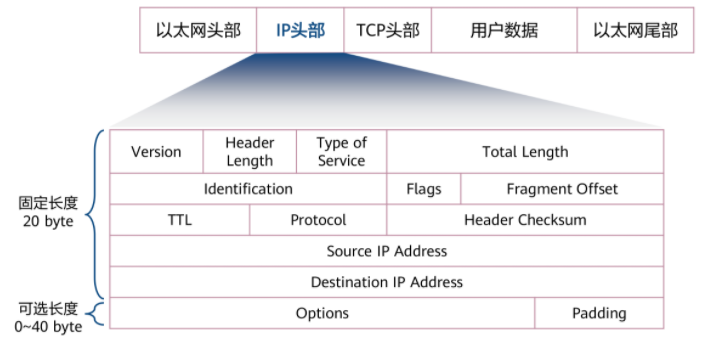 以太网头部 IP头部 TCP头部 用户数据 以太网尾部
Version Header Length Type of Service Total Length
Identification Flags Fragment Offset
固定长度
20 byte
TTL Protocol Header Checksum
Source IP Address
Destination IP Address
可选长度
0~40 byte
Options Padding